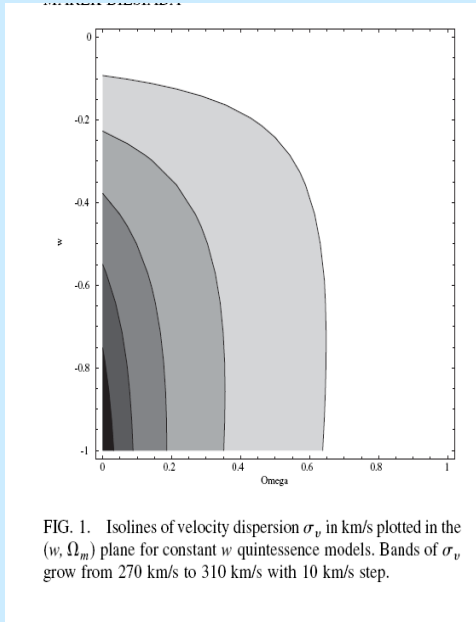 0
-0.2
-0.4
w
-0.6
-0.8
-1
0 0.2 0.4 0.6 0.8 1
Omega
FIG. 1. Isolines of velocity dispersion σᵥ in km/s plotted in the
(w, Ωₘ) plane for constant w quintessence models. Bands of σᵥ
grow from 270 km/s to 310 km/s with 10 km/s step.